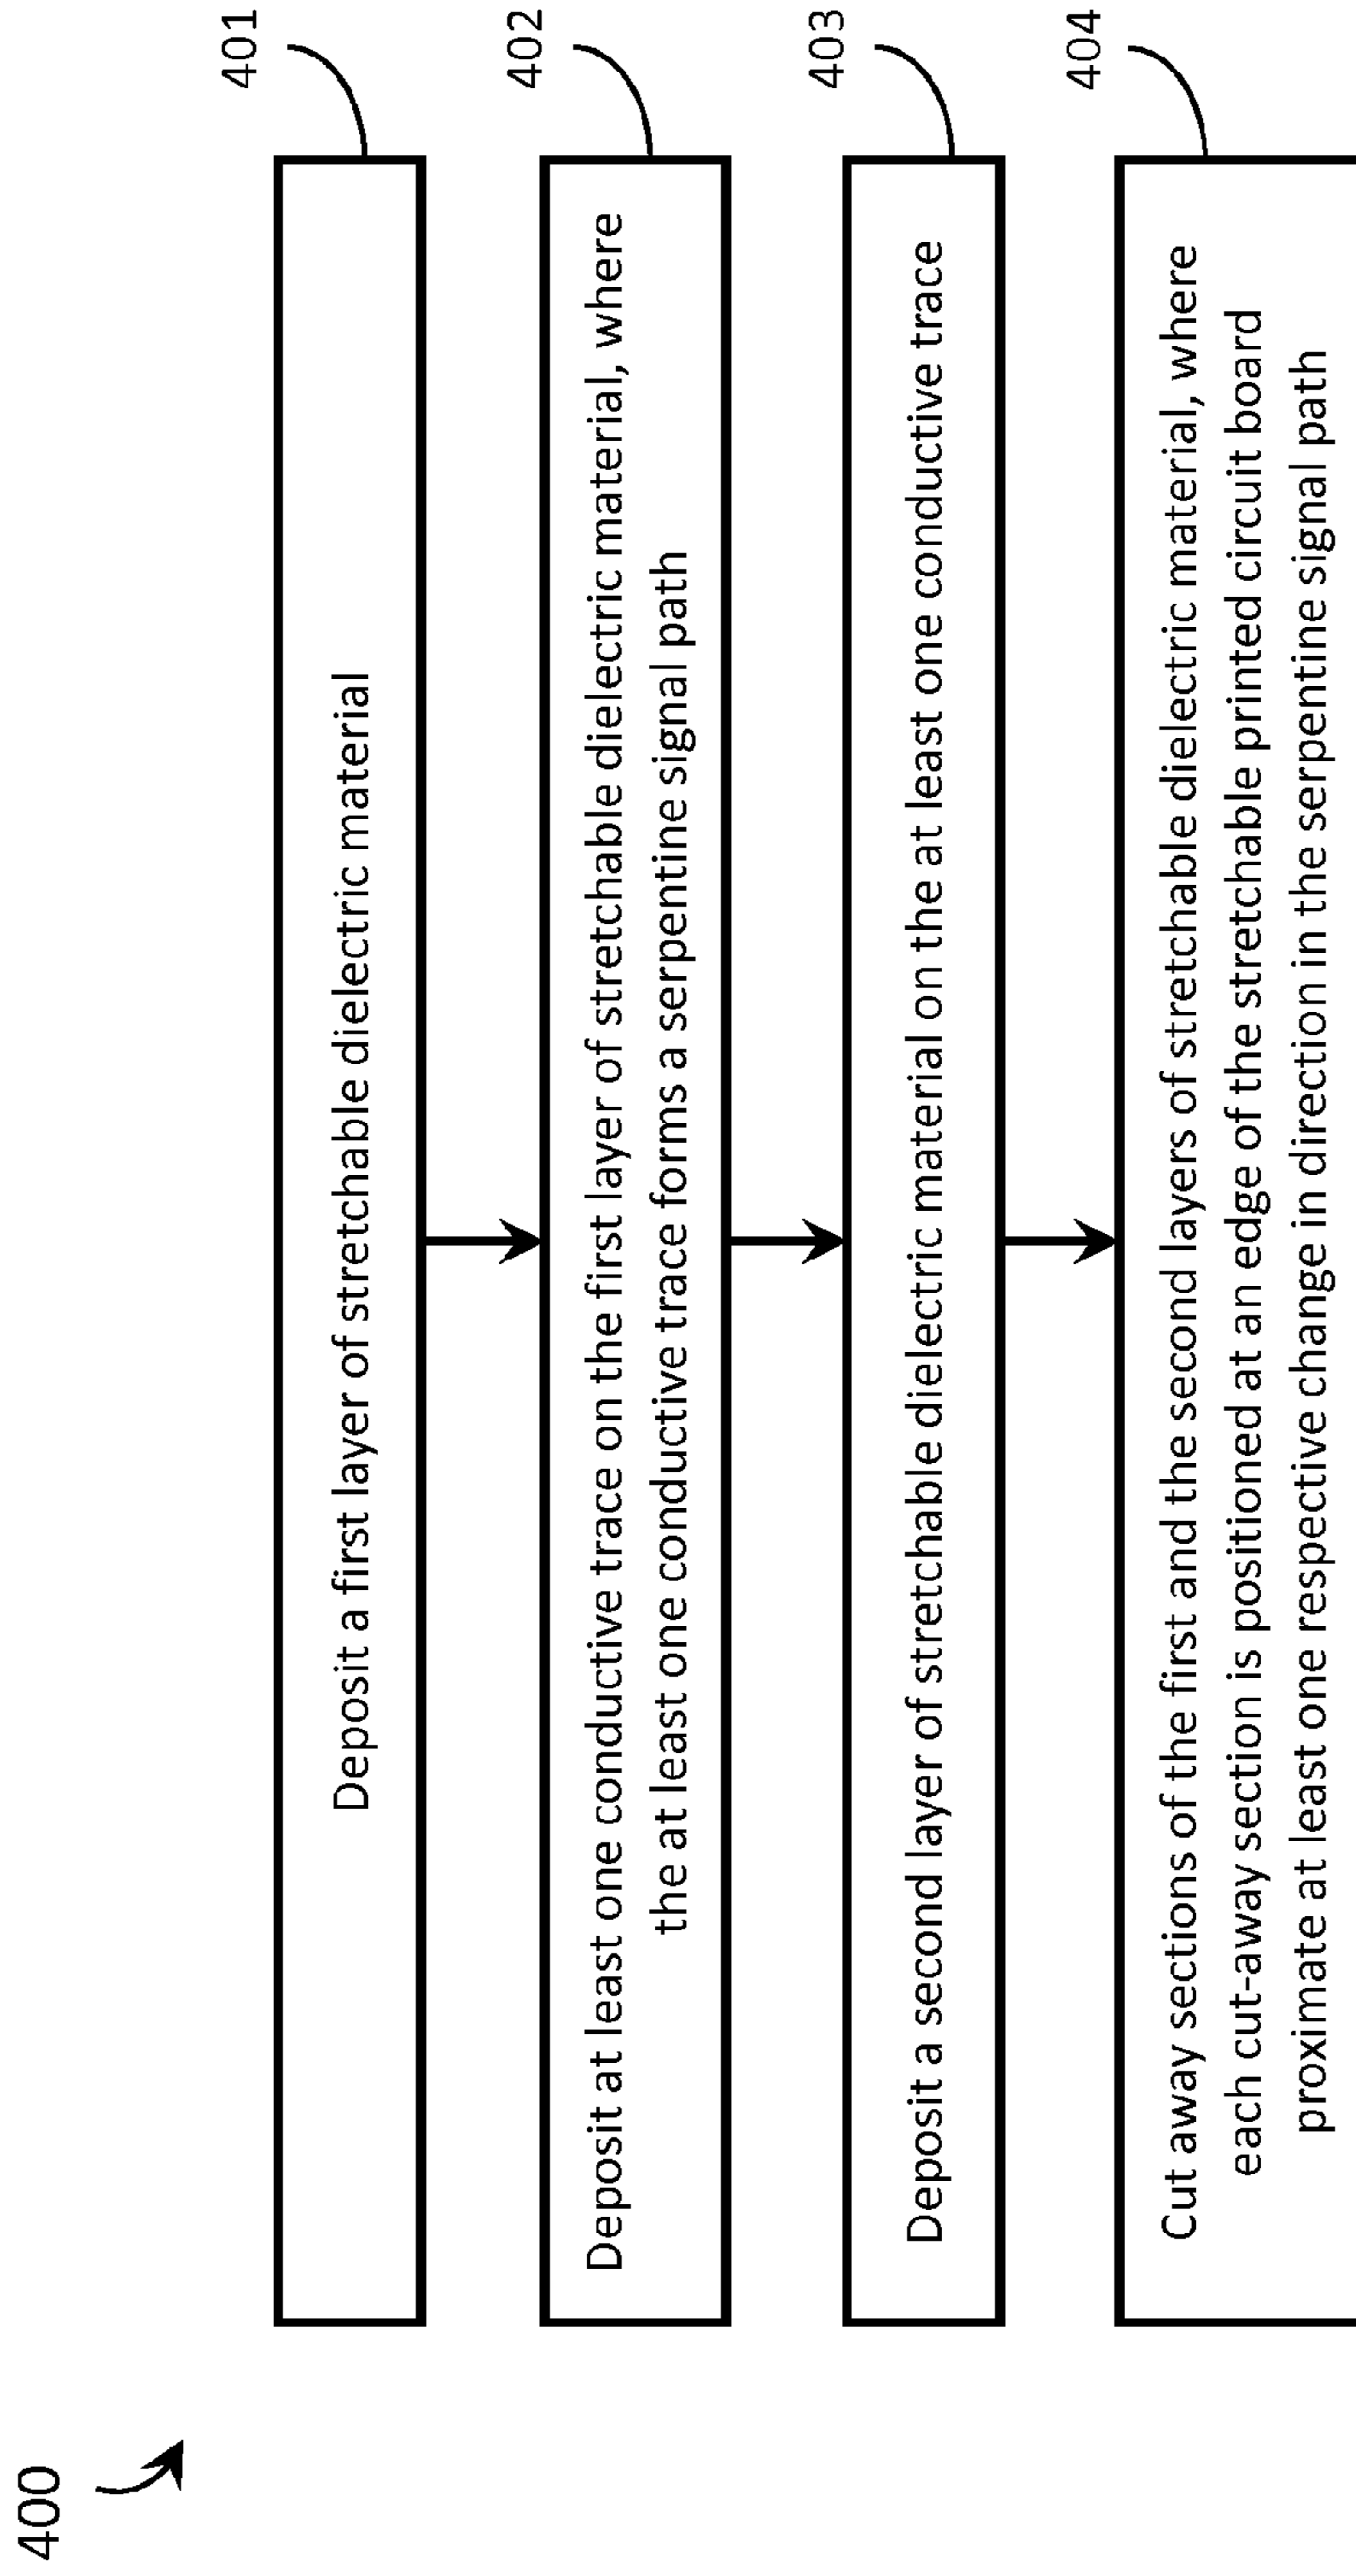 400
401
Deposit a first layer of stretchable dielectric material
402
Deposit at least one conductive trace on the first layer of stretchable dielectric material, where
the at least one conductive trace forms a serpentine signal path
403
Deposit a second layer of stretchable dielectric material on the at least one conductive trace
404
Cut away sections of the first and the second layers of stretchable dielectric material, where
each cut-away section is positioned at an edge of the stretchable printed circuit board
proximate at least one respective change in direction in the serpentine signal path